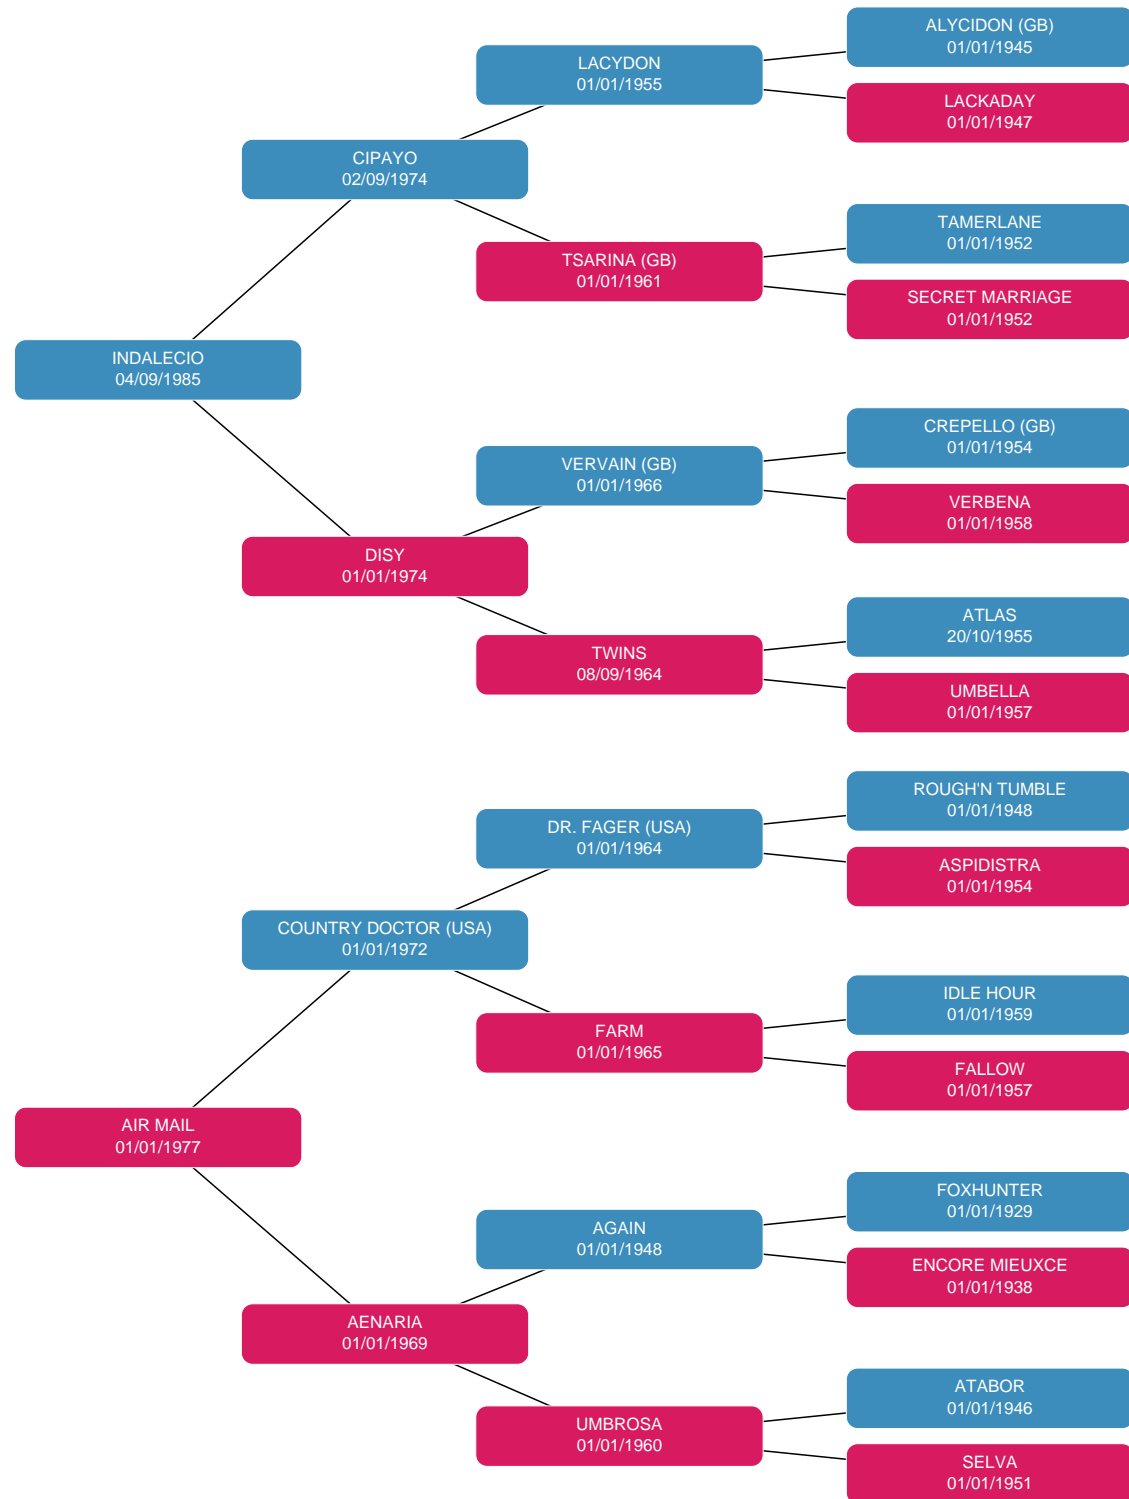 ALYCIDON (GB)
01/01/1945
LACYDON
01/01/1955
LACKADAY
01/01/1947
CIPAYO
02/09/1974
TAMERLANE
01/01/1952
TSARINA (GB)
01/01/1961
SECRET MARRIAGE
01/01/1952
INDALECIO
04/09/1985
CREPELLO (GB)
01/01/1954
VERVAIN (GB)
01/01/1966
VERBENA
01/01/1958
DISY
01/01/1974
ATLAS
20/10/1955
TWINS
08/09/1964
UMBELLA
01/01/1957
ROUGH'N TUMBLE
01/01/1948
DR. FAGER (USA)
01/01/1964
ASPIDISTRA
01/01/1954
COUNTRY DOCTOR (USA)
01/01/1972
IDLE HOUR
01/01/1959
FARM
01/01/1965
FALLOW
01/01/1957
AIR MAIL
01/01/1977
FOXHUNTER
01/01/1929
AGAIN
01/01/1948
ENCORE MIEUXCE
01/01/1938
AENARIA
01/01/1969
ATABOR
01/01/1946
UMBROSA
01/01/1960
SELVA
01/01/1951